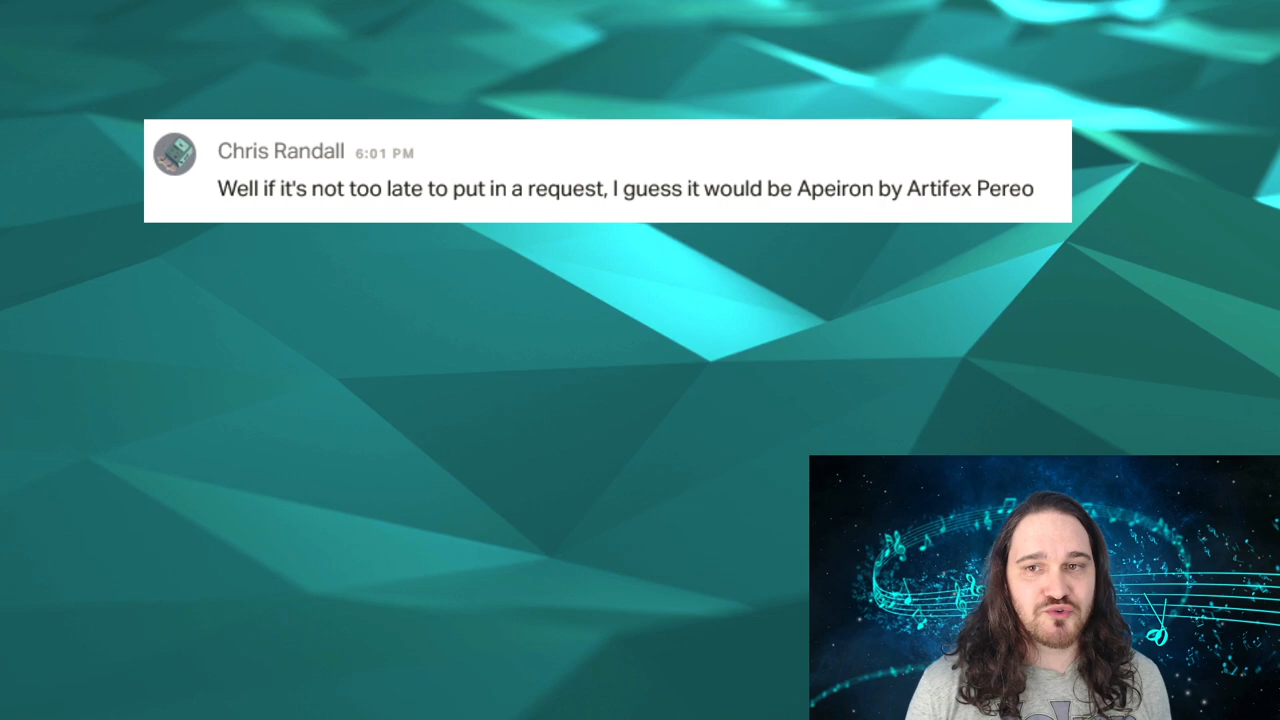 Chris Randall 6:01 PM
Well if it's not too late to put in a request, I guess it would be Apeiron by Artifex Pereo